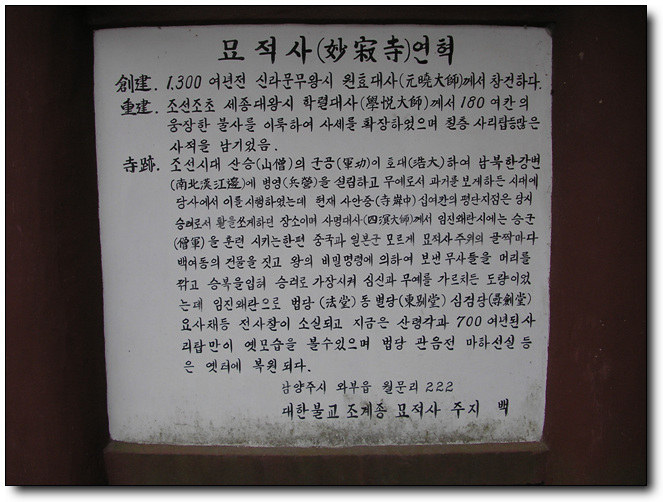 묘적사(妙寂寺)연혁
創建. 1,300 여년전 신라문무왕시 원효대사(元曉大師)께서 창건하다.
重建. 조선조초 세종대왕시 학렬대사(學悅大師)께서 180 여칸의
웅장한 불사를 이룩하여 사세를 확장하였으며 칠층 사리탑등많은
사적을 남기었음.
寺跡. 조선시대 산승(山僧)의 군공(軍功)이 호대(浩大)하여 남북한강변
(南北漢江邊)에 병영(兵營)을 설립하고 무예로서 과거를 보게하든 시대에
당사에서 이를 시행하였는데 현재 사안중(寺岸中) 십여칸의 평단지점은 당시
승려로서 활을쏘게하던 장소이며 사명대사(四溟大師)께서 임진왜란시에는 승군
(僧軍)을 훈련 시키는한편 중국과 일본군 모르게 묘적사 주위의 골짝마다
백여동의 건물을 짓고 왕의 비밀명령에 의하여 보낸 무사들을 머리를
깎고 승복을입혀 승려로 가장시켜 심신과 무예를 가르치든 도량이었
는데 임진왜란으로 법당 (法堂) 동별당(東別堂) 심검당(尋劍堂)
요사채등 전사찰이 소실되고 지금은 산령각과 700 여년된사
리탑만이 옛모습을 볼수있으며 법당 관음전 마하선실 등
은 옛터에 복원되다.
남양주시 와부읍 월문리 222
대한불교 조계종 묘적사 주지 백